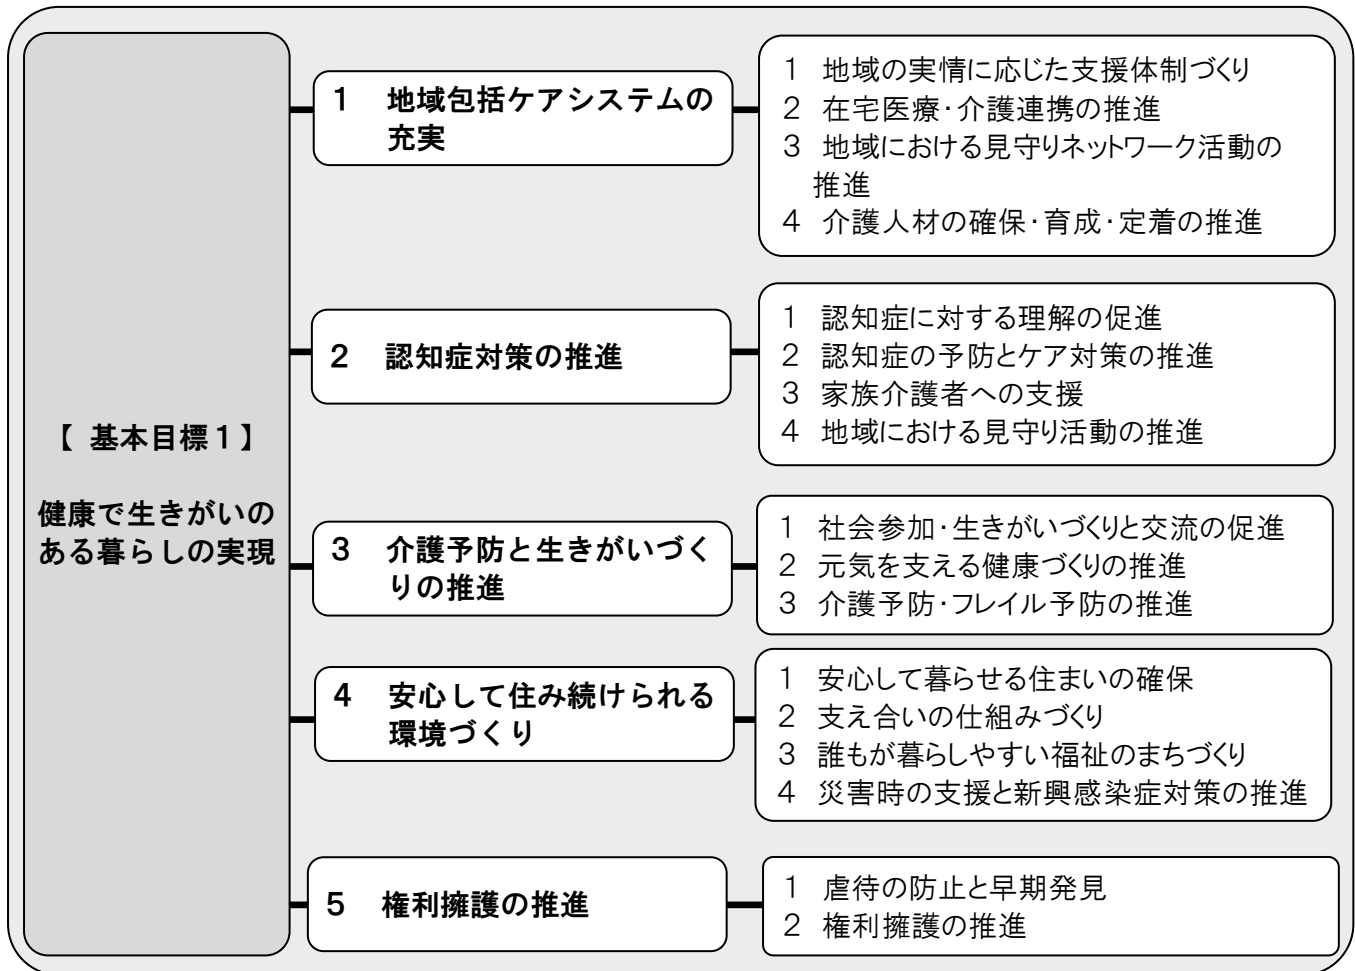 【 基本目標１】
健康で生きがいの
ある暮らしの実現
１ 地域包括ケアシステムの
充実
１ 地域の実情に応じた支援体制づくり
２ 在宅医療・介護連携の推進
３ 地域における見守りネットワーク活動の
推進
４ 介護人材の確保・育成・定着の推進
２ 認知症対策の推進
１ 認知症に対する理解の促進
２ 認知症の予防とケア対策の推進
３ 家族介護者への支援
４ 地域における見守り活動の推進
３ 介護予防と生きがいづく
りの推進
１ 社会参加・生きがいづくりと交流の促進
２ 元気を支える健康づくりの推進
３ 介護予防・フレイル予防の推進
４ 安心して住み続けられる
環境づくり
１ 安心して暮らせる住まいの確保
２ 支え合いの仕組みづくり
３ 誰もが暮らしやすい福祉のまちづくり
４ 災害時の支援と新興感染症対策の推進
５ 権利擁護の推進
１ 虐待の防止と早期発見
２ 権利擁護の推進